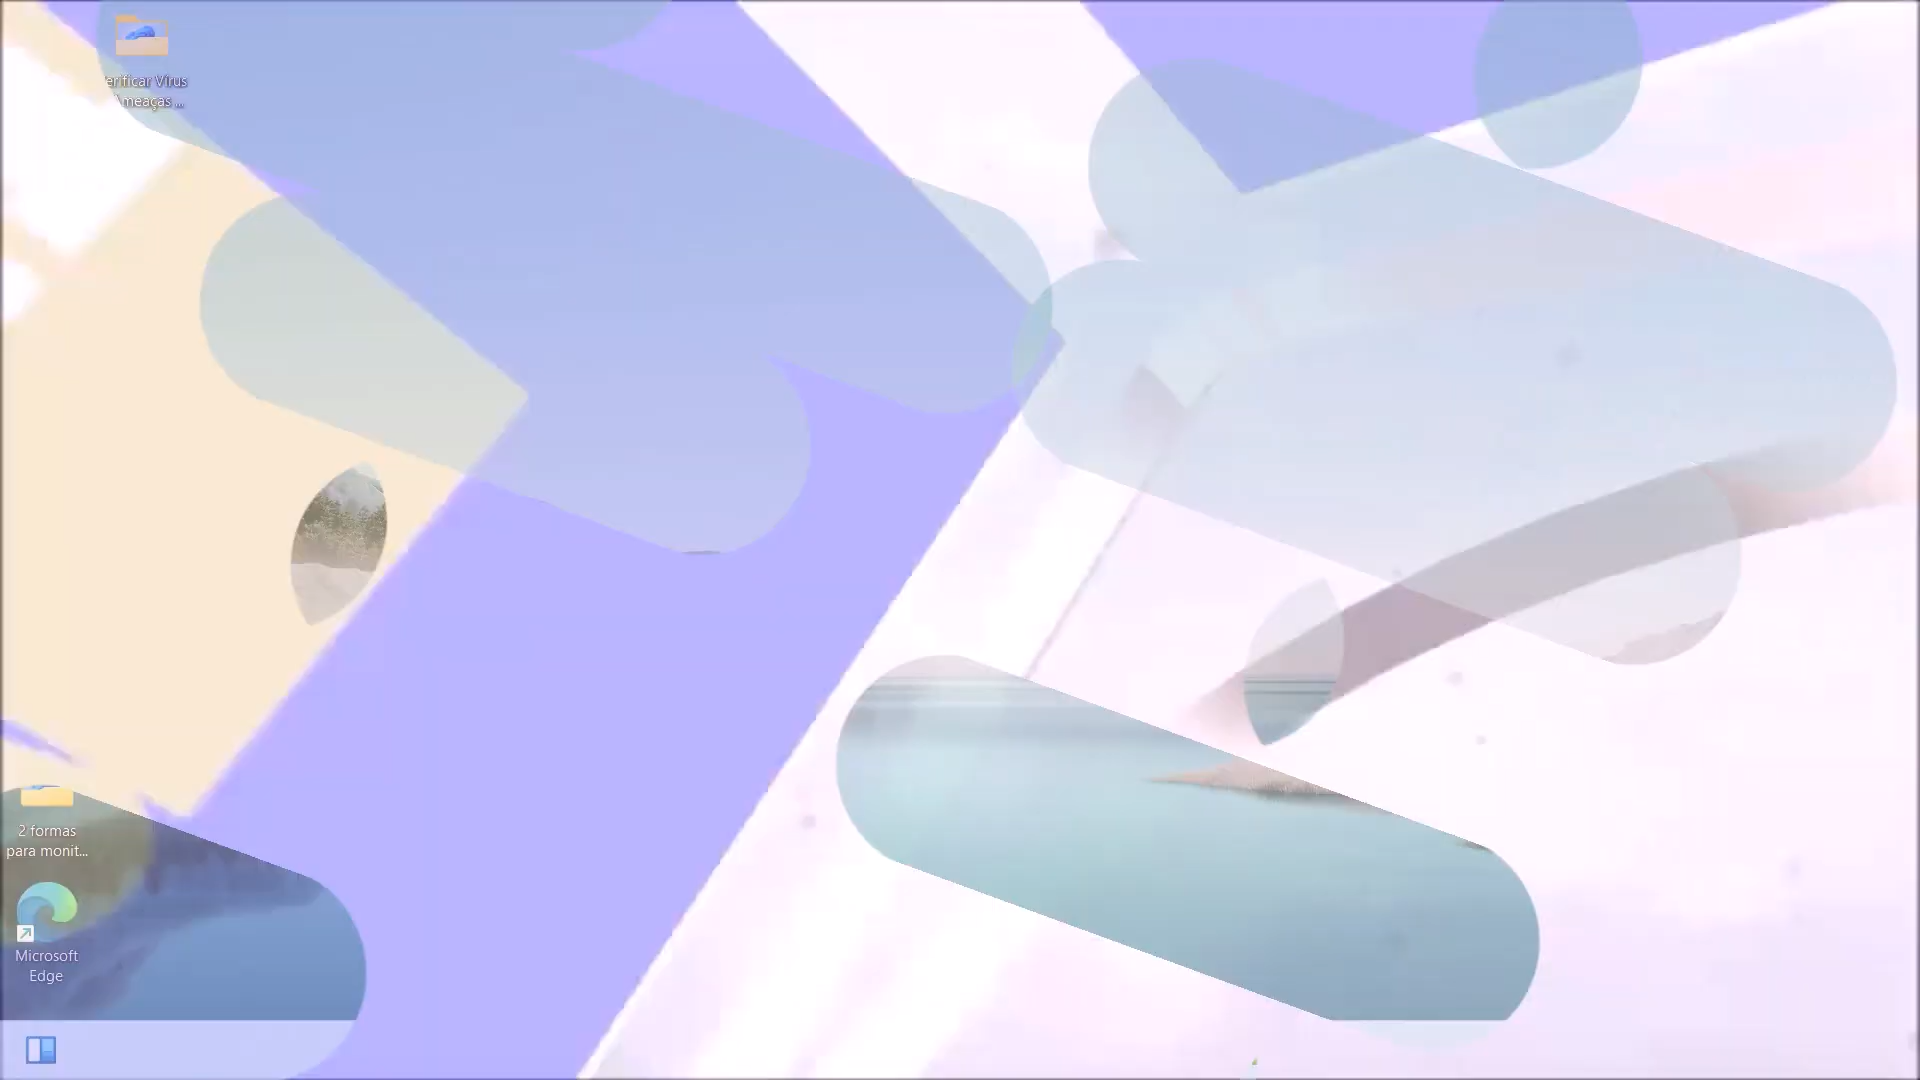 erificar Vírus
Ameaças ...
2 formas
para monit...
Microsoft
Edge